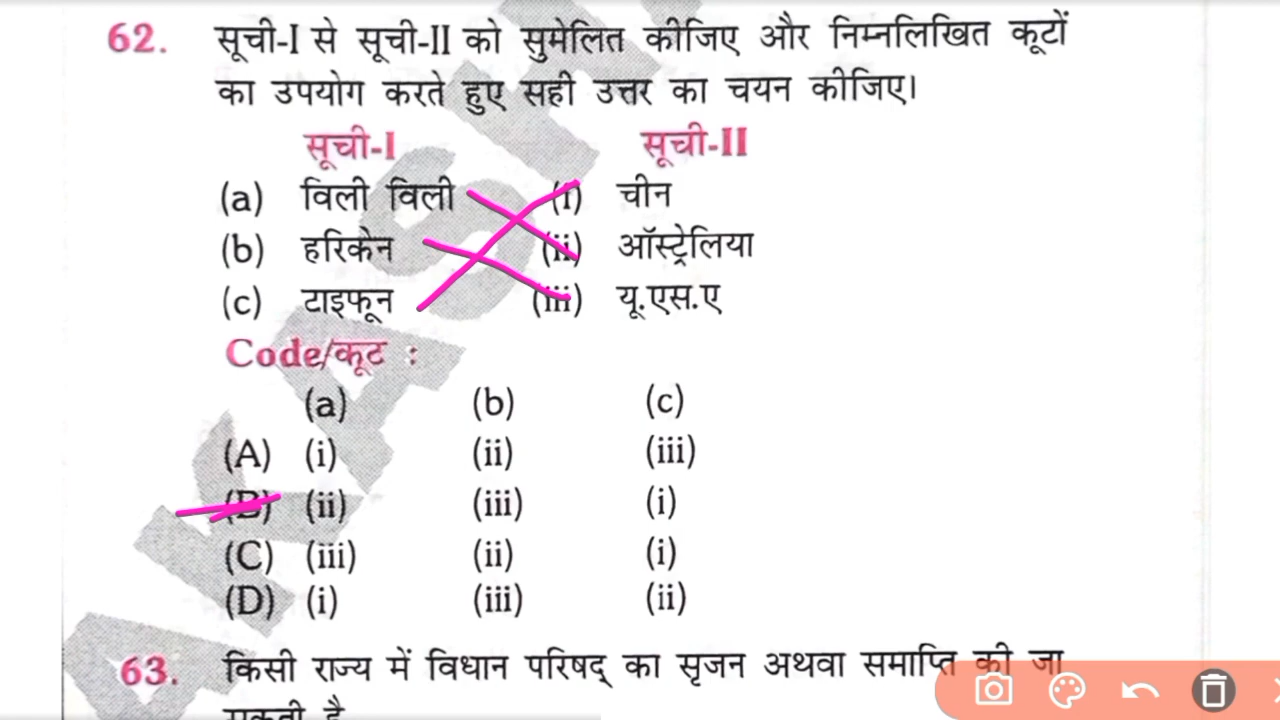 62. सूची-I से सूची-II को सुमेलित कीजिए और निम्नलिखित कूटों
का उपयोग करते हुए सही उत्तर का चयन कीजिए।
सूची-I सूची-II
(a) विली विली (i) चीन
(b) हरिकेन (ii) ऑस्ट्रेलिया
(c) टाइफून (iii) यू.एस.ए
Code/कूट :
(a) (b) (c)
(A) (i) (ii) (iii)
(B) (ii) (iii) (i)
(C) (iii) (ii) (i)
(D) (i) (iii) (ii)
63. किसी राज्य में विधान परिषद् का सृजन अथवा समाप्ति की जा